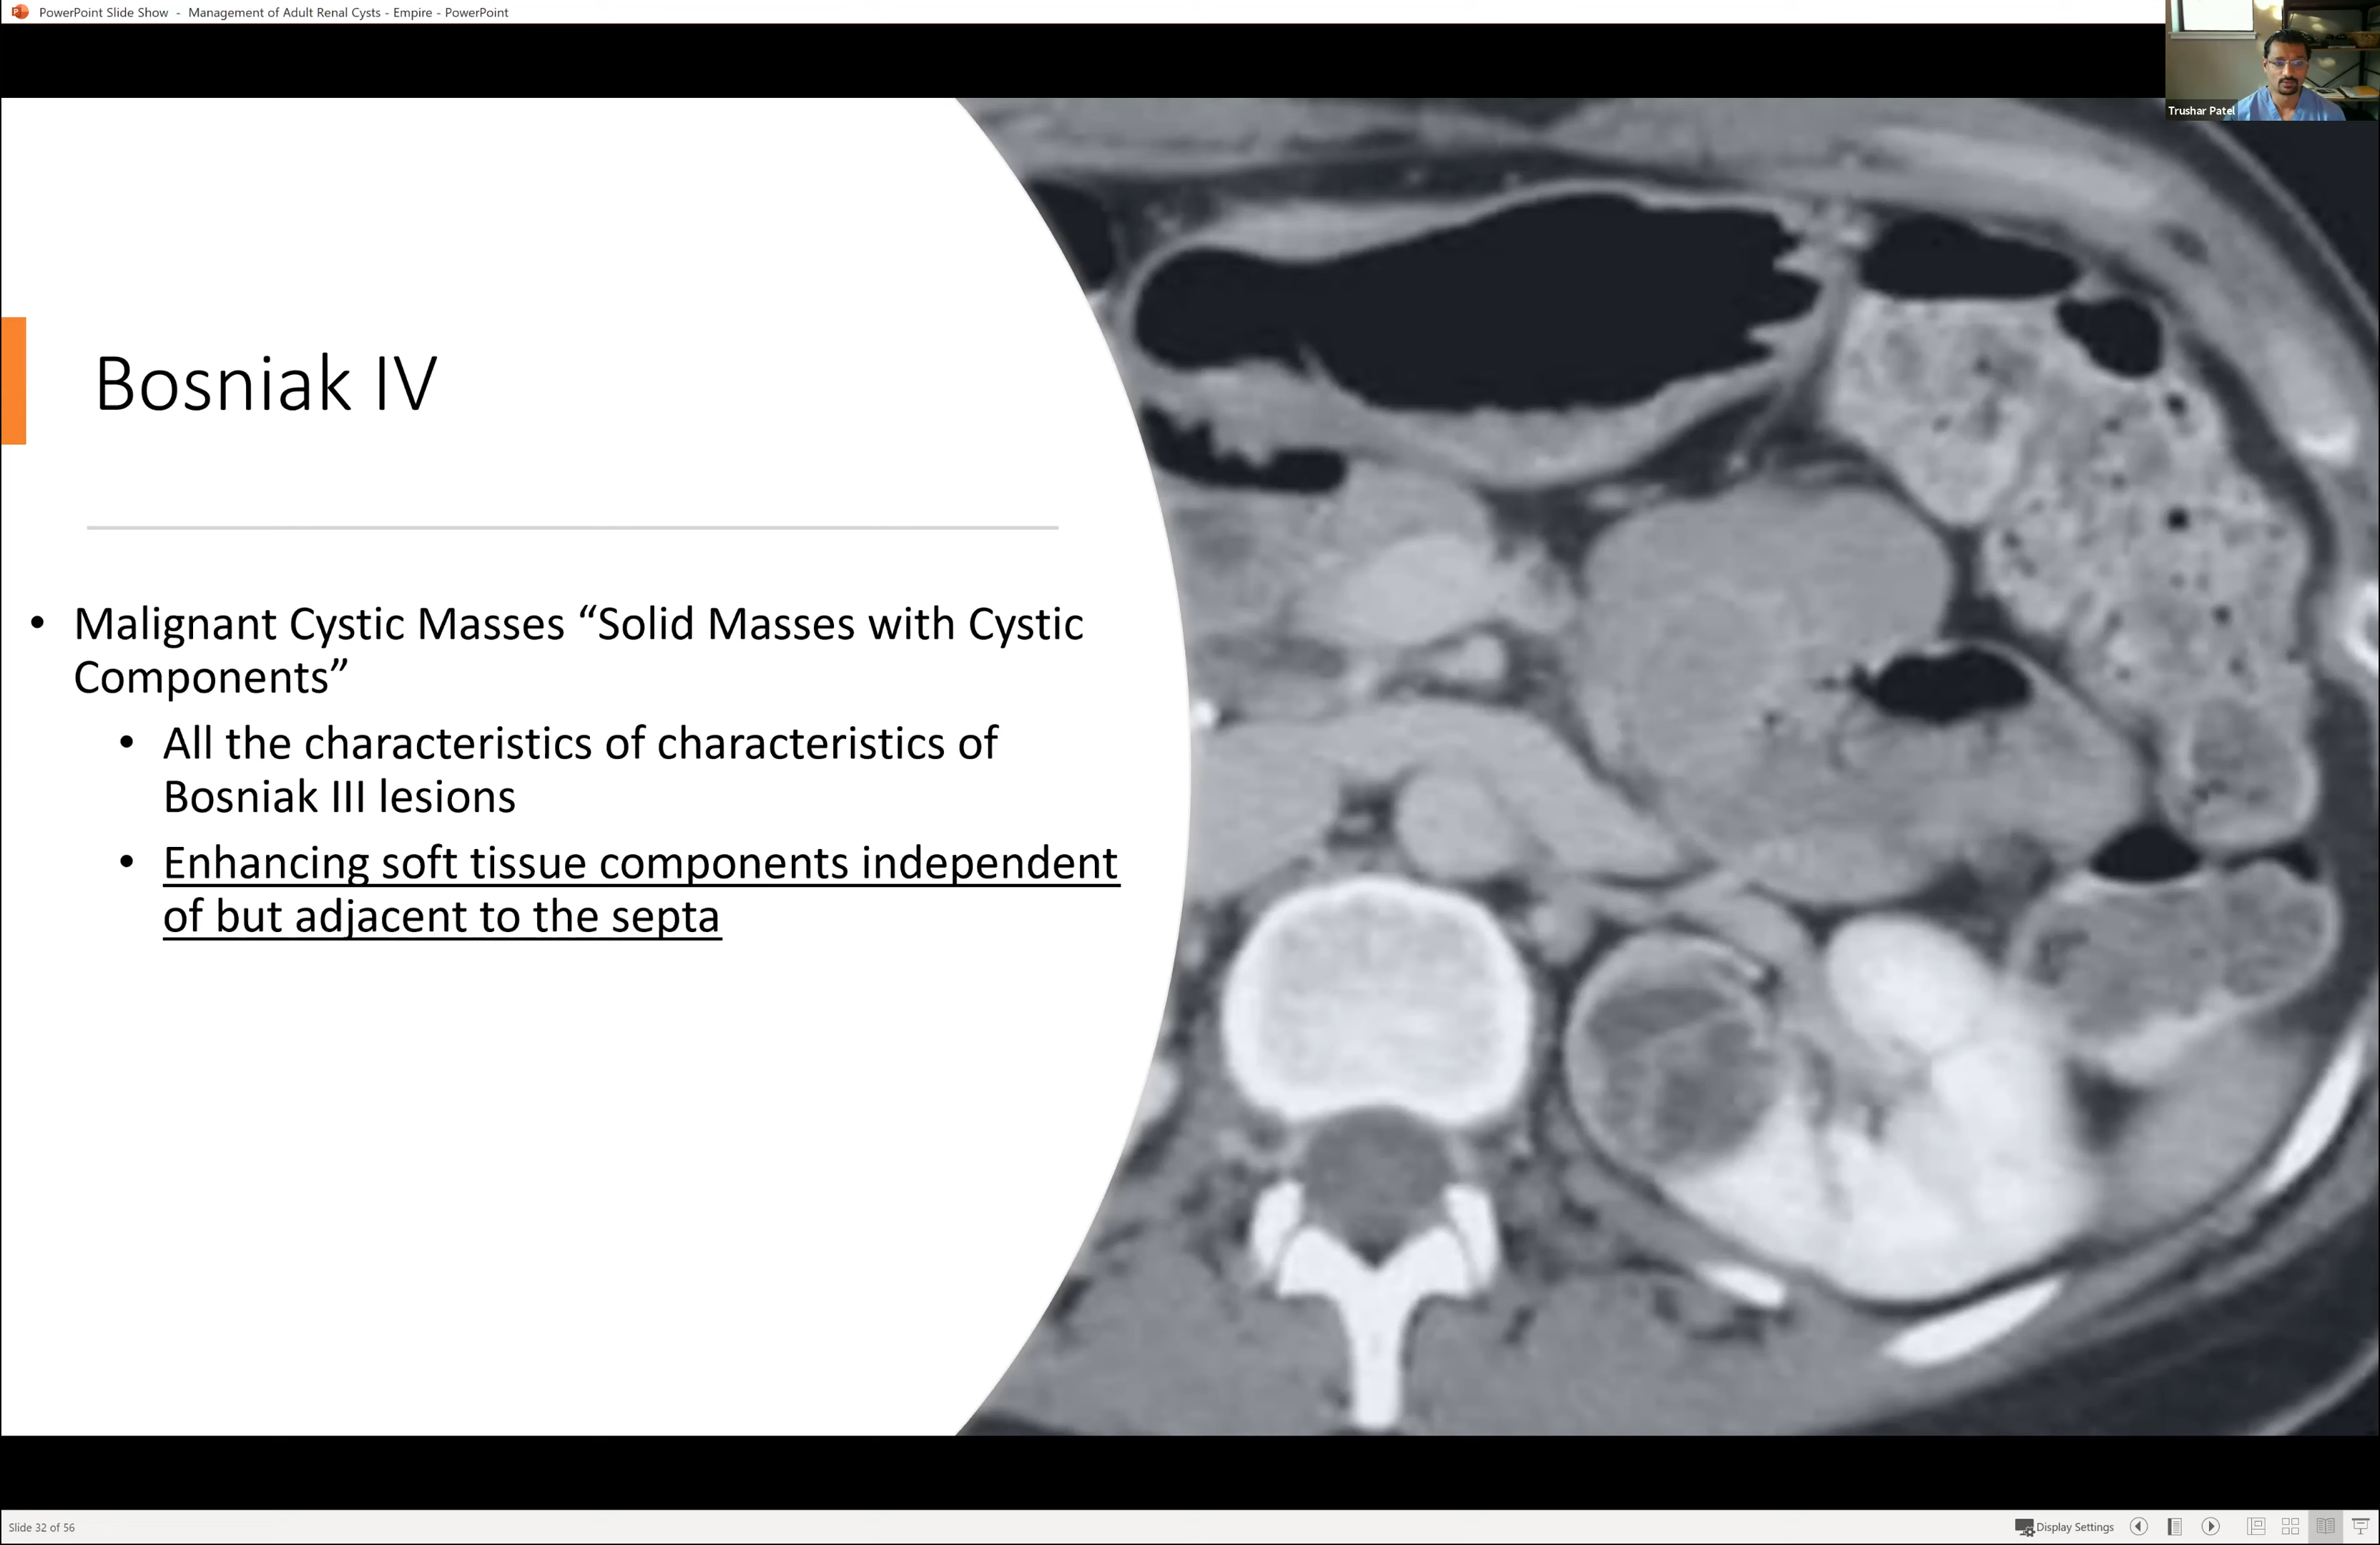 PowerPoint Slide Show - Management of Adult Renal Cysts - Empire - PowerPoint
Trushar Patel
Bosniak IV
• Malignant Cystic Masses “Solid Masses with Cystic
Components”
• All the characteristics of characteristics of
Bosniak III lesions
• Enhancing soft tissue components independent
of but adjacent to the septa
Slide 32 of 56
Display Settings